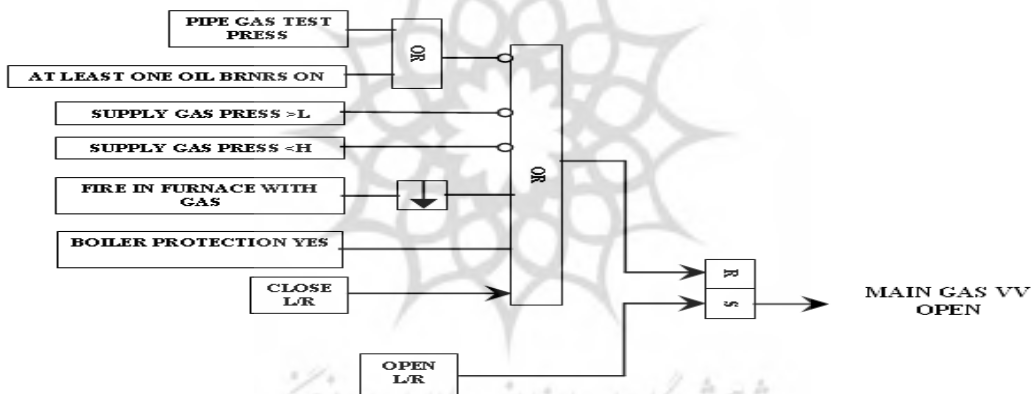 PIPE GAS TEST
PRESS
OR
AT LEAST ONE OIL BRNRS ON
SUPPLY GAS PRESS >L
SUPPLY GAS PRESS <H
FIRE IN FURNACE WITH
GAS
OR
BOILER PROTECTION YES
CLOSE
L/R
R
S
MAIN GAS VV
OPEN
OPEN
L/R